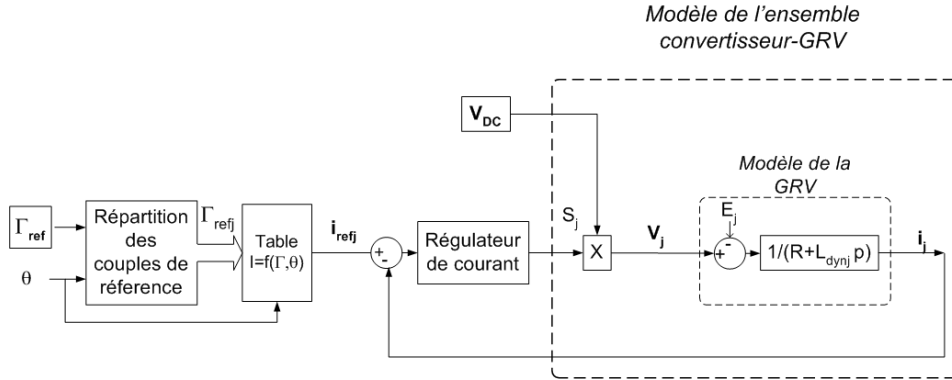 Modèle de l'ensemble
convertisseur-GRV
V_DC
Modèle de la
GRV
Γ_ref
θ
Répartition
des
couples de
réference
Γ_refj
Table
I=f(Γ,θ)
i_refj
+
-
Régulateur
de courant
S_j
X
V_j
E_j
-
+
1/(R+L_dynj p)
i_j